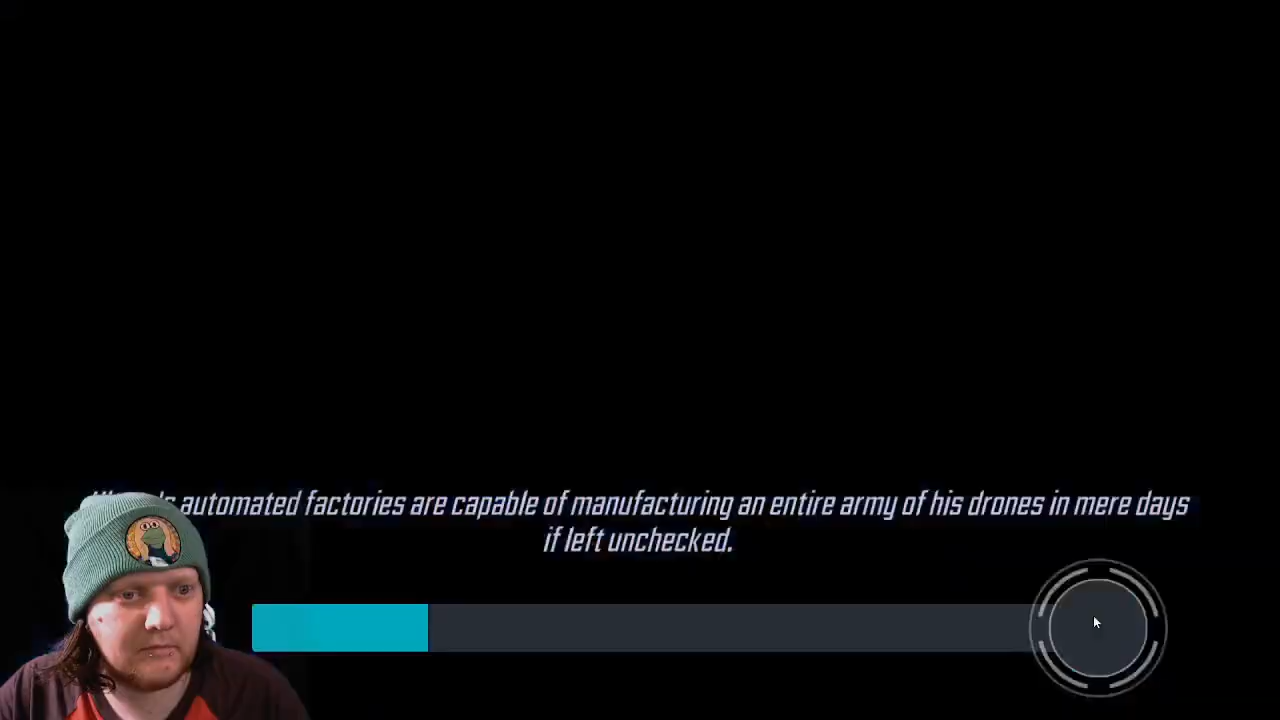 automated factories are capable of manufacturing an entire army of his drones in mere days
if left unchecked.